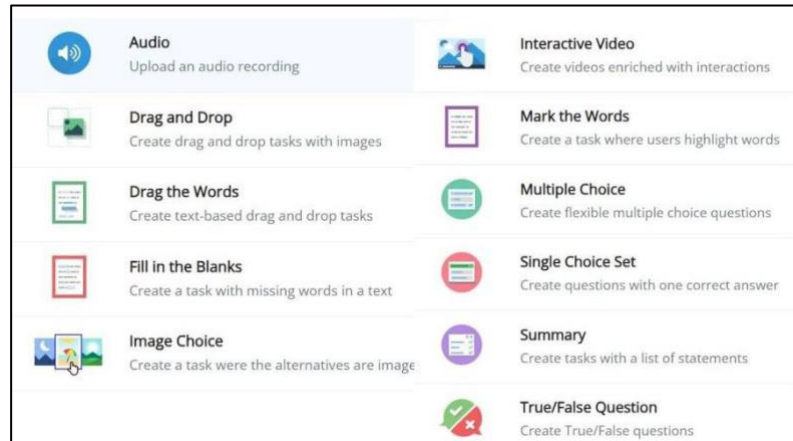 Audio
Upload an audio recording
Drag and Drop
Create drag and drop tasks with images
Drag the Words
Create text-based drag and drop tasks
Fill in the Blanks
Create a task with missing words in a text
Image Choice
Create a task were the alternatives are image
Interactive Video
Create videos enriched with interactions
Mark the Words
Create a task where users highlight words
Multiple Choice
Create flexible multiple choice questions
Single Choice Set
Create questions with one correct answer
Summary
Create tasks with a list of statements
True/False Question
Create True/False questions